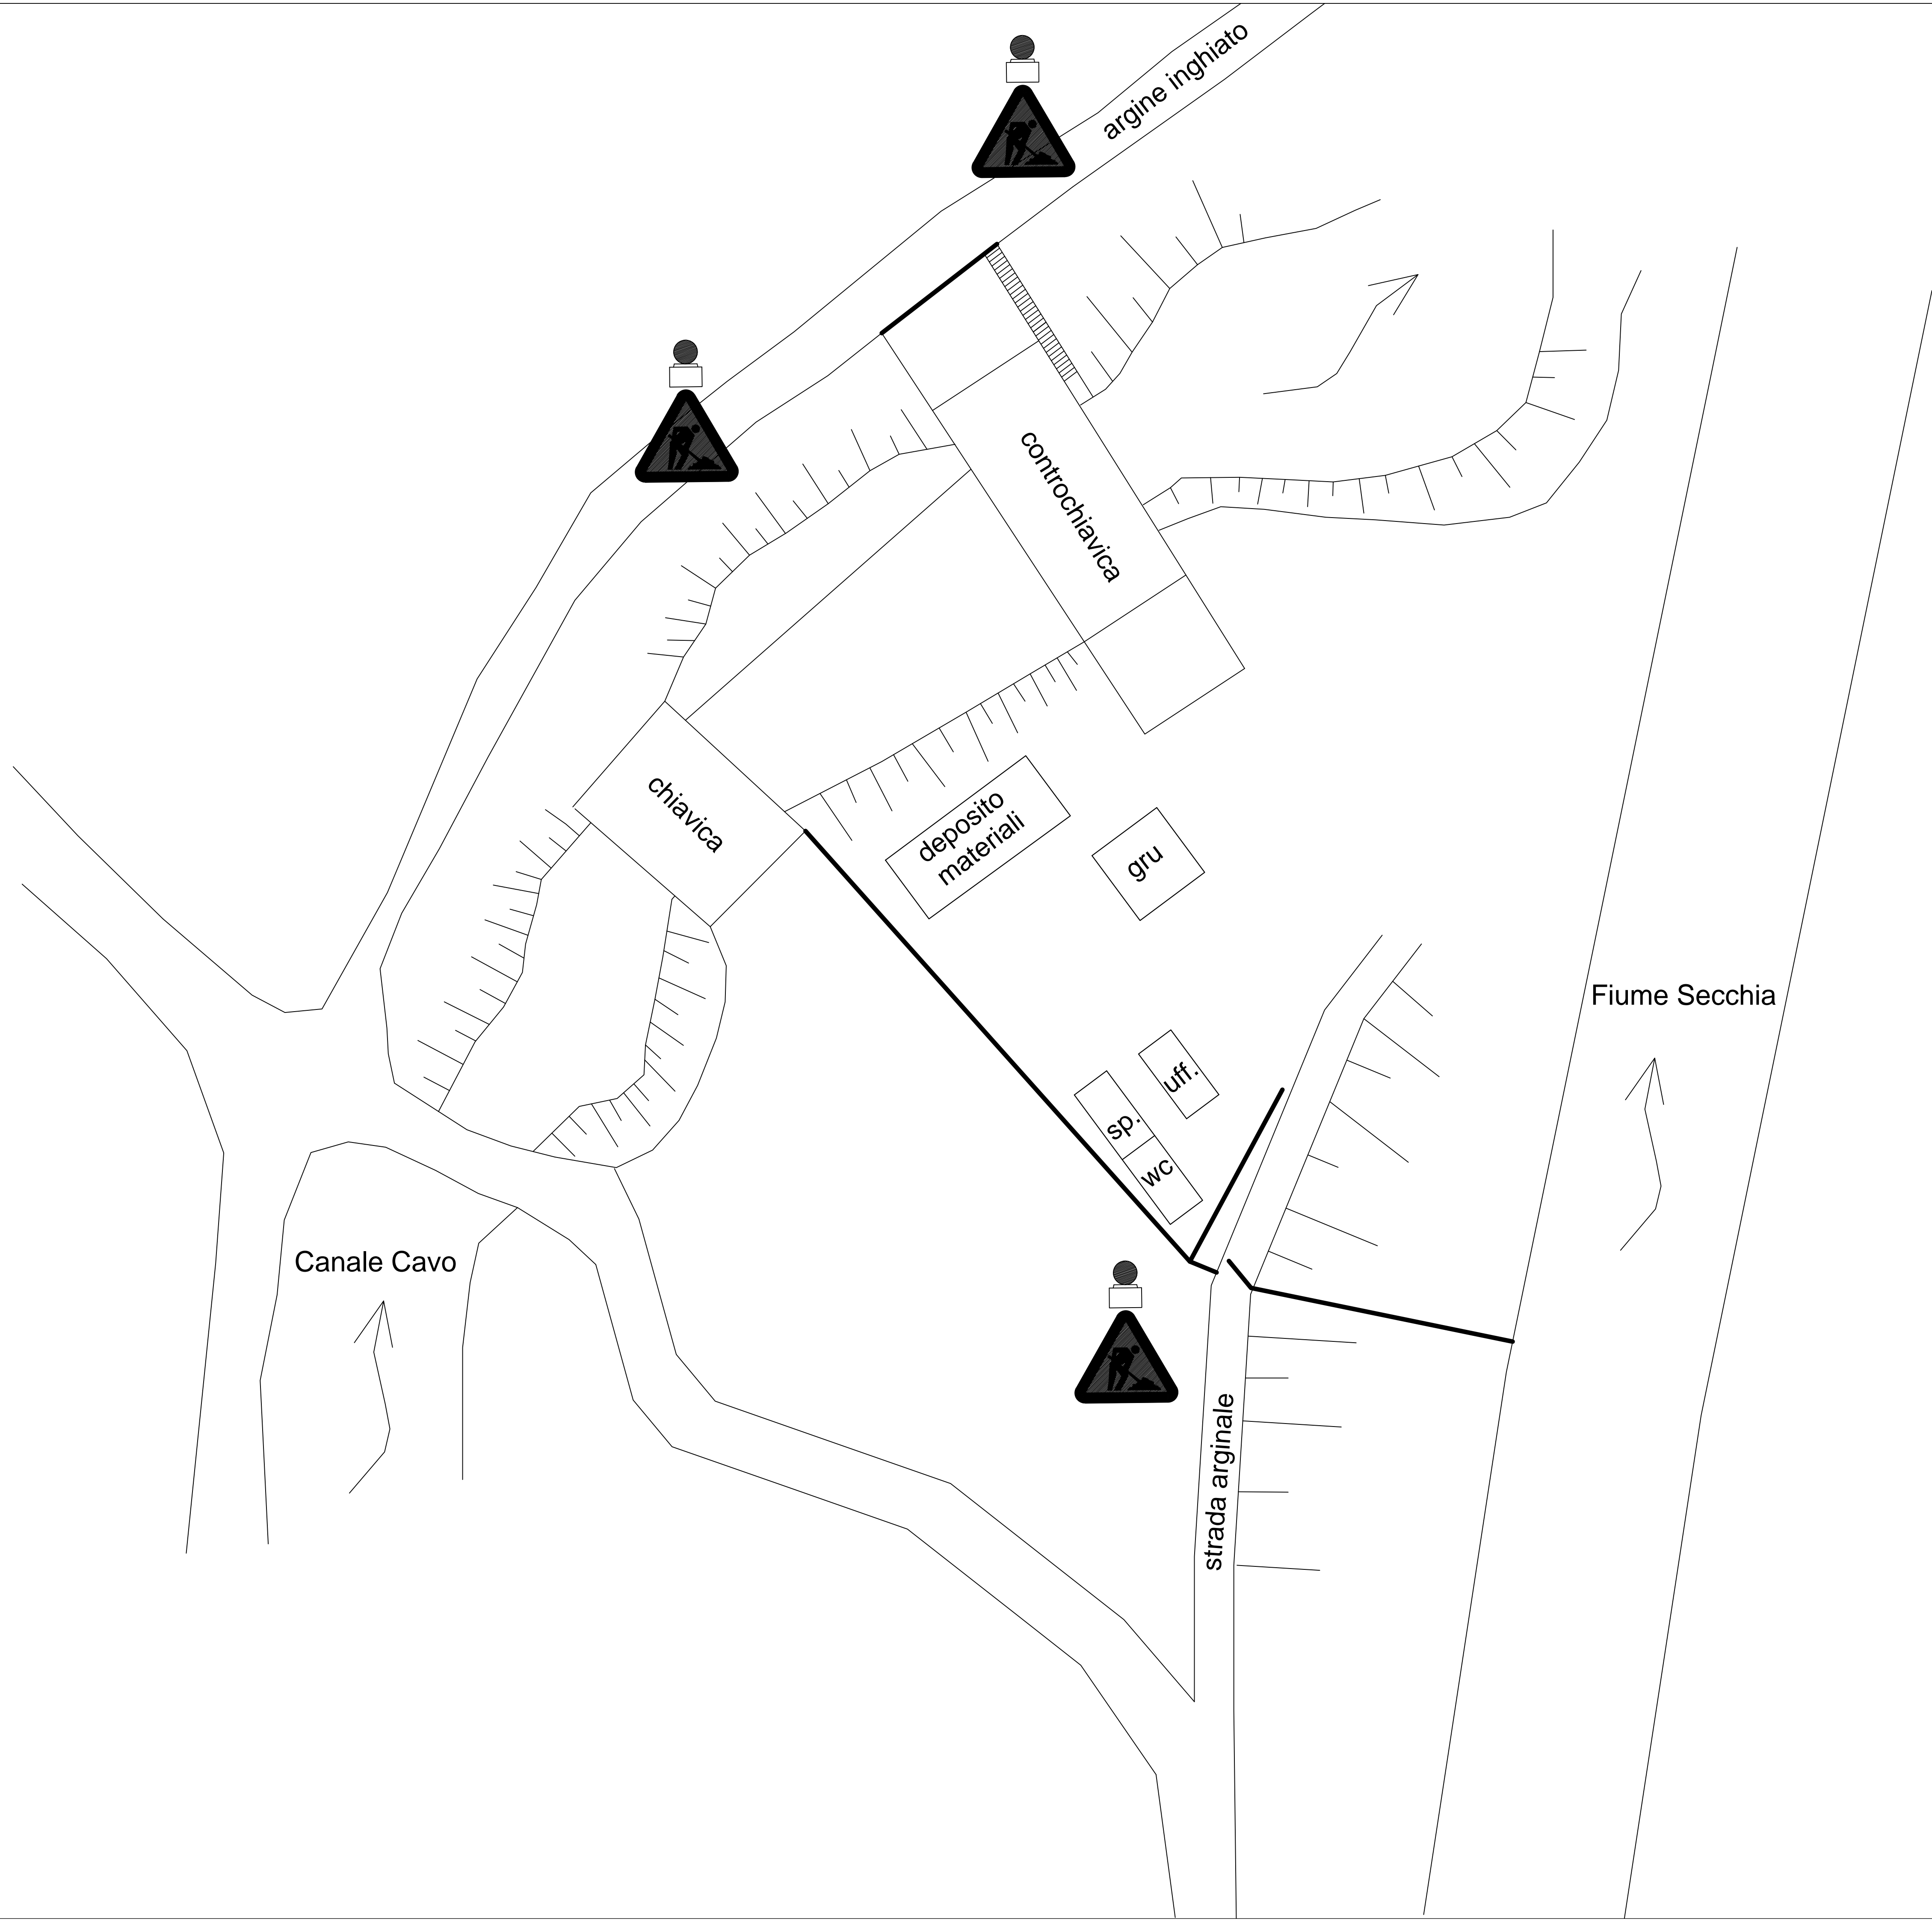 argine inghiato
controchiavica
chiavica
deposito
materiali
gru
Fiume Secchia
uff.
sp.
wc
Canale Cavo
strada arginale